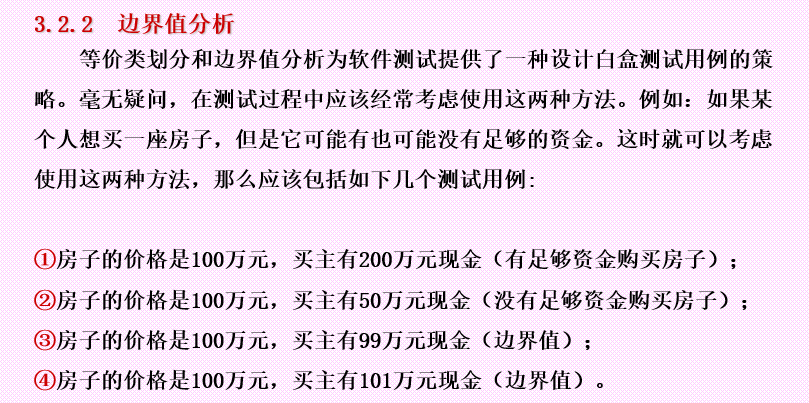 3.2.2 边界值分析
等价类划分和边界值分析为软件测试提供了一种设计白盒测试用例的策
略。毫无疑问，在测试过程中应该经常考虑使用这两种方法。例如：如果某
个人想买一座房子，但是它可能有也可能没有足够的资金。这时就可以考虑
使用这两种方法，那么应该包括如下几个测试用例:
①房子的价格是100万元，买主有200万元现金（有足够资金购买房子）；
②房子的价格是100万元，买主有50万元现金（没有足够资金购买房子）；
③房子的价格是100万元，买主有99万元现金（边界值）；
④房子的价格是100万元，买主有101万元现金（边界值）。